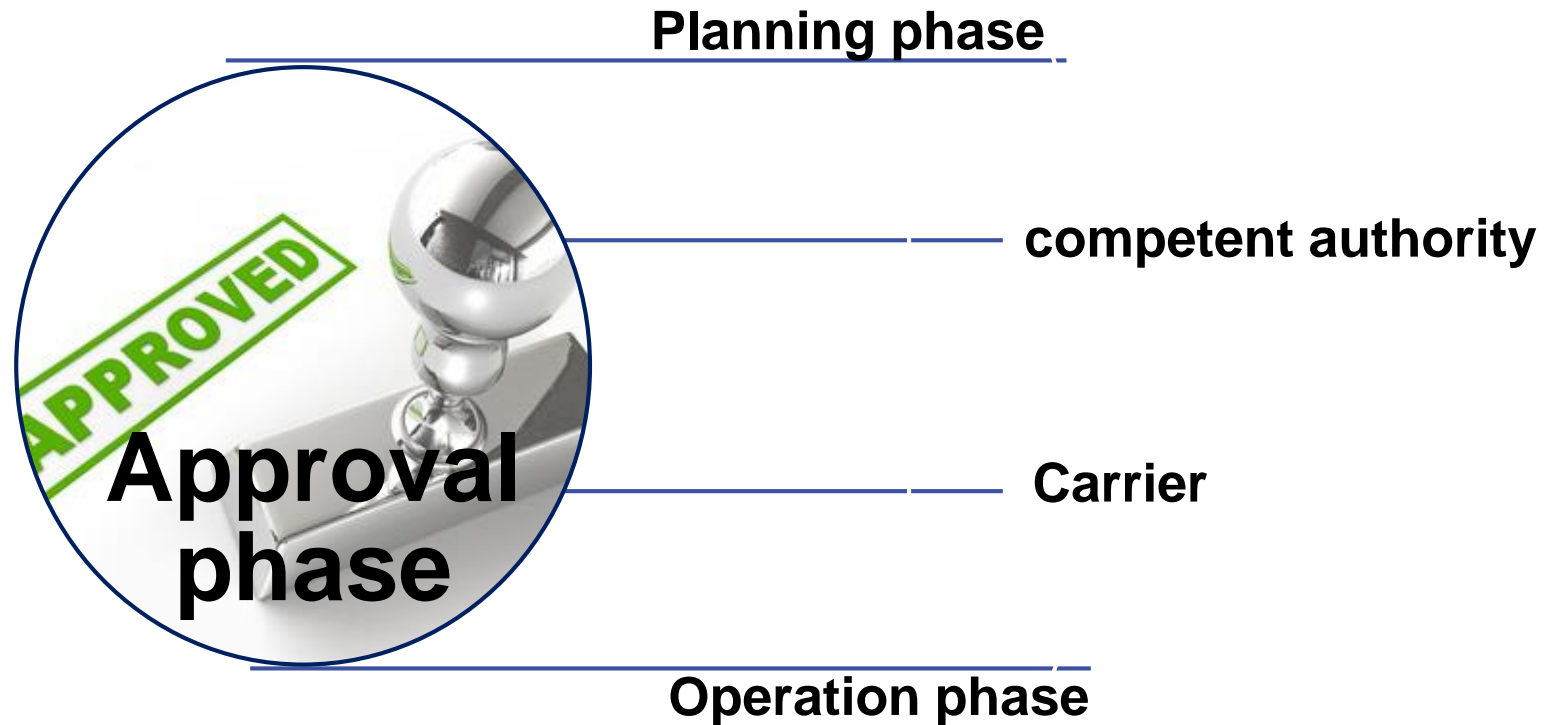 Planning phase
competent authority
APPROVED
Carrier
Approval
phase
Operation phase